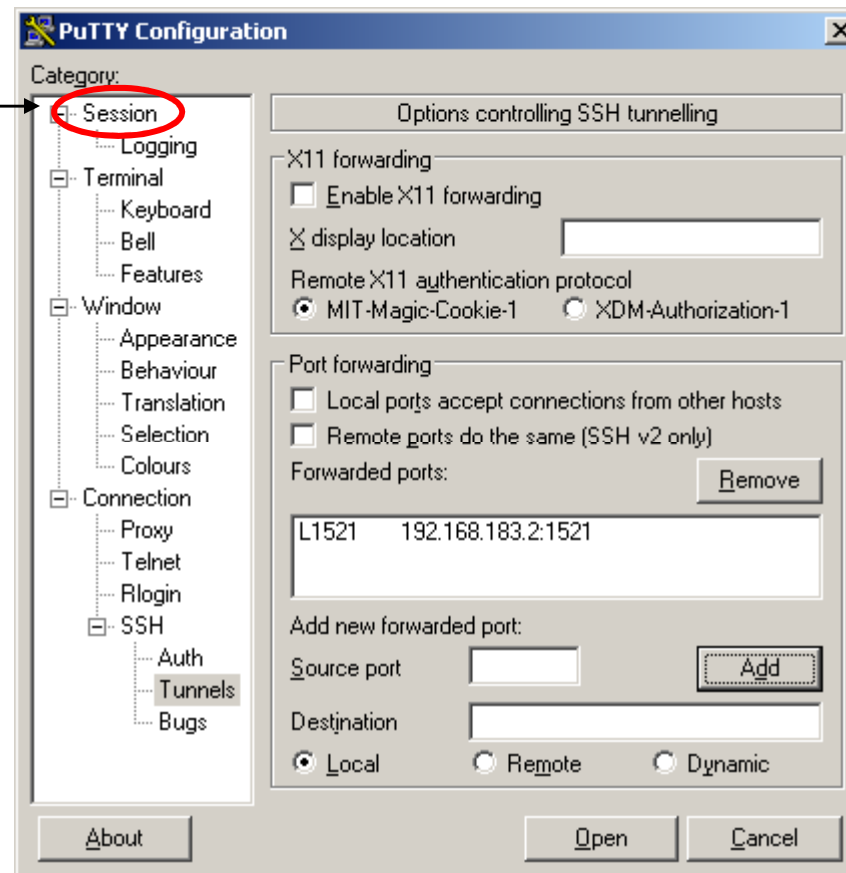 PuTTY Configuration
Category:
Session
Logging
Terminal
Keyboard
Bell
Features
Window
Appearance
Behaviour
Translation
Selection
Colours
Connection
Proxy
Telnet
Rlogin
SSH
Auth
Tunnels
Bugs
Options controlling SSH tunnelling
X11 forwarding
Enable X11 forwarding
X display location
Remote X11 authentication protocol
MIT-Magic-Cookie-1 XDM-Authorization-1
Port forwarding
Local ports accept connections from other hosts
Remote ports do the same (SSH v2 only)
Forwarded ports: Remove
L1521 192.168.183.2:1521
Add new forwarded port:
Source port Add
Destination
Local Remote Dynamic
About Open Cancel